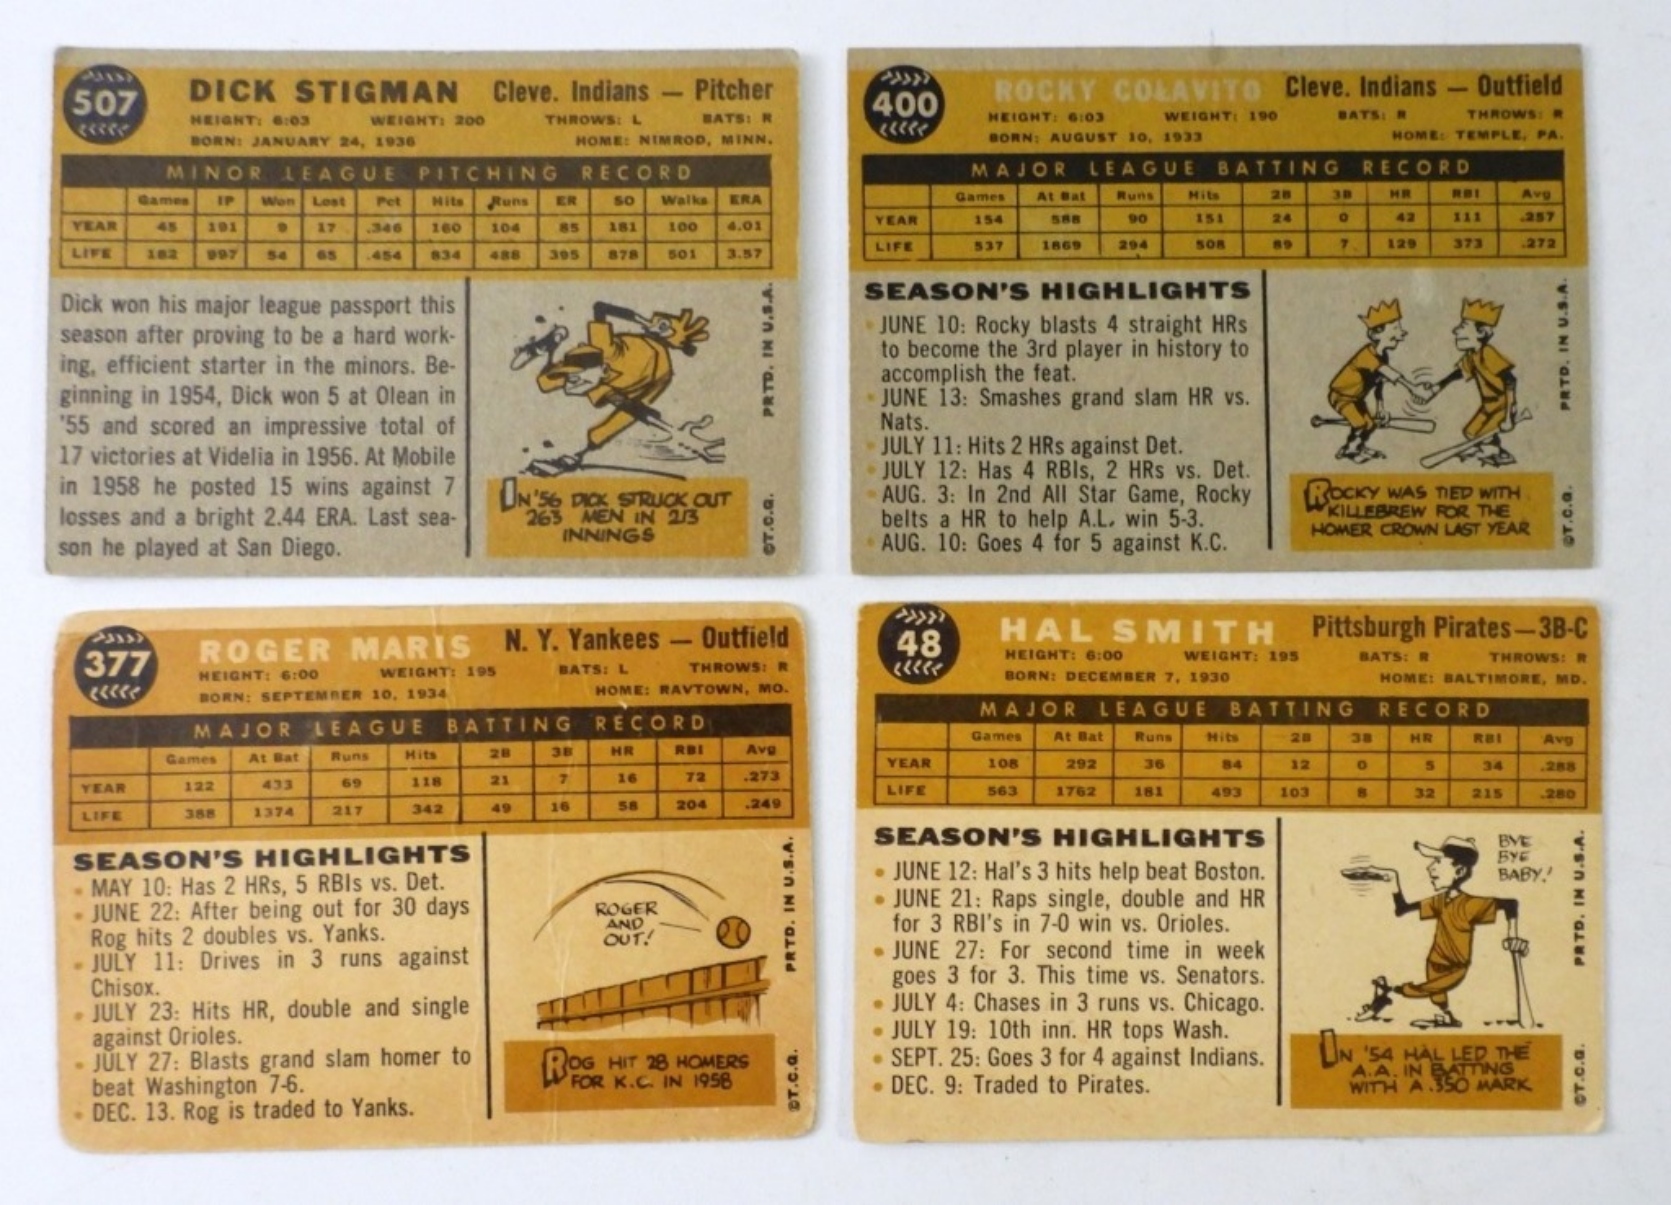 507
DICK STIGMAN Cleve. Indians — Pitcher
HEIGHT: 6:03 WEIGHT: 200 THROWS: L BATS: R
BORN: JANUARY 24, 1936 HOME: NIMROD, MINN.
MINOR LEAGUE PITCHING RECORD
Games IP Won Lost Pct Hits Runs ER SO Walks ERA
YEAR 45 191 9 17 .346 160 104 85 181 100 4.01
LIFE 182 997 54 65 .454 834 488 395 878 501 3.57
Dick won his major league passport this
season after proving to be a hard work-
ing, efficient starter in the minors. Be-
ginning in 1954, Dick won 5 at Olean in
'55 and scored an impressive total of
17 victories at Videlia in 1956. At Mobile
in 1958 he posted 15 wins against 7
losses and a bright 2.44 ERA. Last sea-
son he played at San Diego.
IN '56 DICK STRUCK OUT
263 MEN IN 213
INNINGS
©T.C.G. PRTD. IN U.S.A.
400
ROCKY COLAVITO Cleve. Indians — Outfield
HEIGHT: 6:03 WEIGHT: 190 BATS: R THROWS: R
BORN: AUGUST 10, 1933 HOME: TEMPLE, PA.
MAJOR LEAGUE BATTING RECORD
Games At Bat Runs Hits 2B 3B HR RBI Avg
YEAR 154 588 90 151 24 0 42 111 .257
LIFE 537 1869 294 508 89 7 129 373 .272
SEASON'S HIGHLIGHTS
• JUNE 10: Rocky blasts 4 straight HRs
to become the 3rd player in history to
accomplish the feat.
• JUNE 13: Smashes grand slam HR vs.
Nats.
• JULY 11: Hits 2 HRs against Det.
• JULY 12: Has 4 RBIs, 2 HRs vs. Det.
• AUG. 3: In 2nd All Star Game, Rocky
belts a HR to help A.L. win 5-3.
• AUG. 10: Goes 4 for 5 against K.C.
ROCKY WAS TIED WITH
KILLEBREW FOR THE
HOMER CROWN LAST YEAR
©T.C.G. PRTD. IN U.S.A.
377
ROGER MARIS N. Y. Yankees — Outfield
HEIGHT: 6:00 WEIGHT: 195 BATS: L THROWS: R
BORN: SEPTEMBER 10, 1934 HOME: RAVTOWN, MO.
MAJOR LEAGUE BATTING RECORD
Games At Bat Runs Hits 2B 3B HR RBI Avg
YEAR 122 433 69 118 21 7 16 72 .273
LIFE 388 1374 217 342 49 16 58 204 .249
SEASON'S HIGHLIGHTS
• MAY 10: Has 2 HRs, 5 RBIs vs. Det.
• JUNE 22: After being out for 30 days
Rog hits 2 doubles vs. Yanks.
• JULY 11: Drives in 3 runs against
Chisox.
• JULY 23: Hits HR, double and single
against Orioles.
• JULY 27: Blasts grand slam homer to
beat Washington 7-6.
• DEC. 13. Rog is traded to Yanks.
ROGER
AND
OUT!
ROG HIT 28 HOMERS
FOR K.C. IN 1958
©T.C.G. PRTD. IN U.S.A.
48
HAL SMITH Pittsburgh Pirates—3B-C
HEIGHT: 6:00 WEIGHT: 195 BATS: R THROWS: R
BORN: DECEMBER 7, 1930 HOME: BALTIMORE, MD.
MAJOR LEAGUE BATTING RECORD
Games At Bat Runs Hits 2B 3B HR RBI Avg
YEAR 108 292 36 84 12 0 5 34 .288
LIFE 563 1762 181 493 103 8 32 215 .280
SEASON'S HIGHLIGHTS
• JUNE 12: Hal's 3 hits help beat Boston.
• JUNE 21: Raps single, double and HR
for 3 RBI's in 7-0 win vs. Orioles.
• JUNE 27: For second time in week
goes 3 for 3. This time vs. Senators.
• JULY 4: Chases in 3 runs vs. Chicago.
• JULY 19: 10th inn. HR tops Wash.
• SEPT. 25: Goes 3 for 4 against Indians.
• DEC. 9: Traded to Pirates.
BYE
BYE
BABY!
IN '54 HAL LED THE
A.A. IN BATTING
WITH A .350 MARK
©T.C.G. PRTD. IN U.S.A.